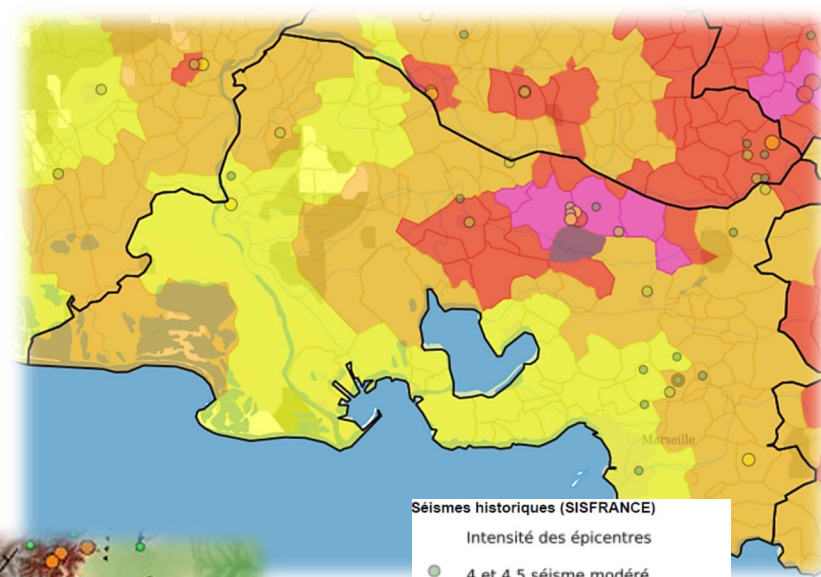 Marseille
Séismes historiques (SISFRANCE)
Intensité des épicentres
4 et 4.5 séisme modéré